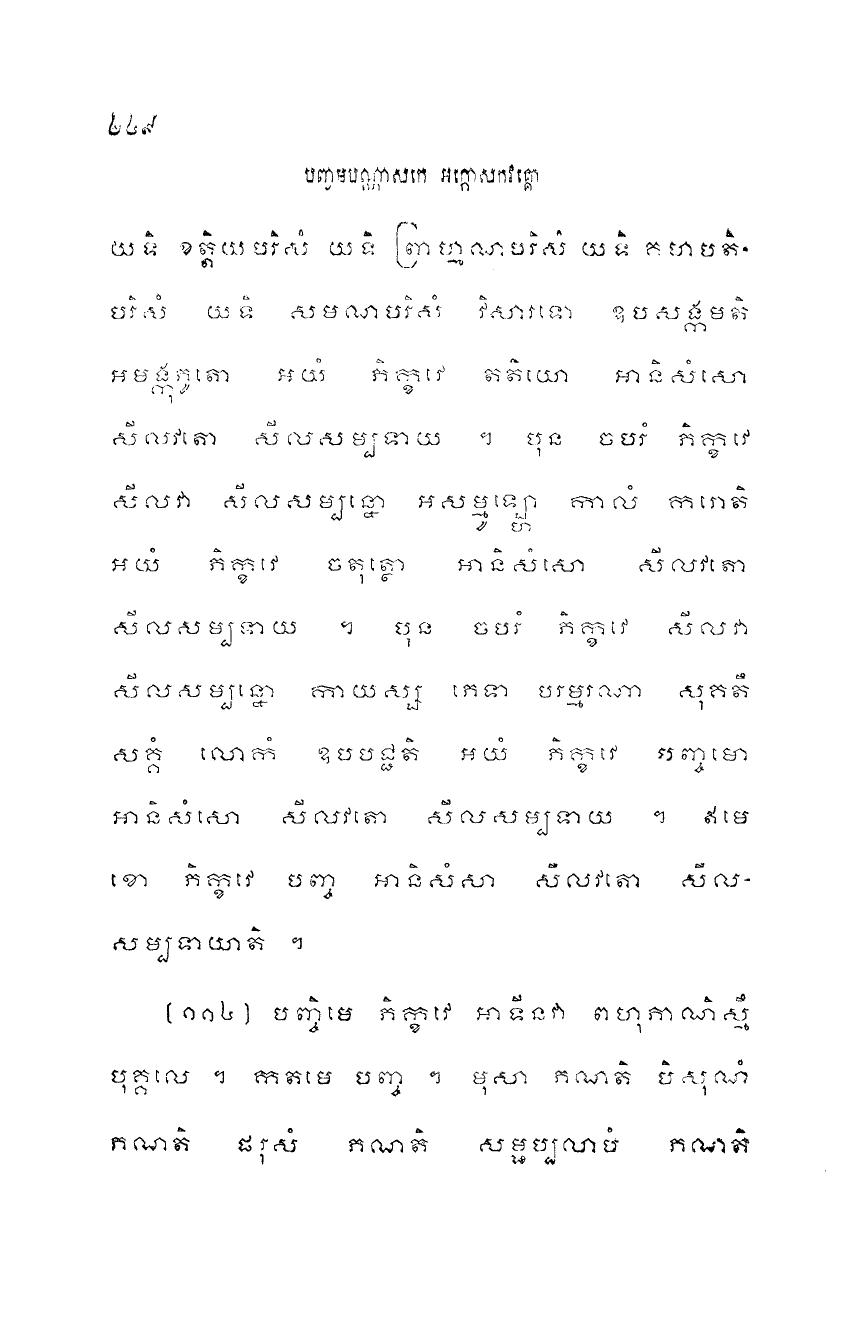 ៤៤៩
បញ្ចមបណ្ណាសកេ អក្កោសកវគ្គោ
យទិ ខត្តិយបរិសំ យទិ ព្រាហ្មណបរិសំ យទិ គហបតិ-
បរិសំ យទិ សមណបរិសំ វិសារទោ ឧបសង្កមតិ
អមង្កុភូតោ អយំ ភិក្ខវេ តតិយោ អានិសំសោ
សីលវតោ សីលសម្បទាយ ។ បុន ចបរំ ភិក្ខវេ
សីលវា សីលសម្បន្នោ អសម្មូឡ្ហោ កាលំ ករោតិ
អយំ ភិក្ខវេ ចតុត្ថោ អានិសំសោ សីលវតោ
សីលសម្បទាយ ។ បុន ចបរំ ភិក្ខវេ សីលវា
សីលសម្បន្នោ កាយស្ស ភេទា បរម្មរណា សុគតឹ
សគ្គំ លោកំ ឧបបជ្ជតិ អយំ ភិក្ខវេ បញ្ចមោ
អានិសំសោ សីលវតោ សីលសម្បទាយ ។ ឥមេ
ខោ ភិក្ខវេ បញ្ច អានិសំសា សីលវតោ សីល-
សម្បទាយាតិ ។
(១១៤) បញ្ចិមេ ភិក្ខវេ អាទីនវា ពហុភាណិស្មឹ
បុគ្គលេ ។ កតមេ បញ្ច ។ មុសា ភណតិ បិសុណំ
ភណតិ ផរុសំ ភណតិ សម្ផប្បលាបំ ភណតិ